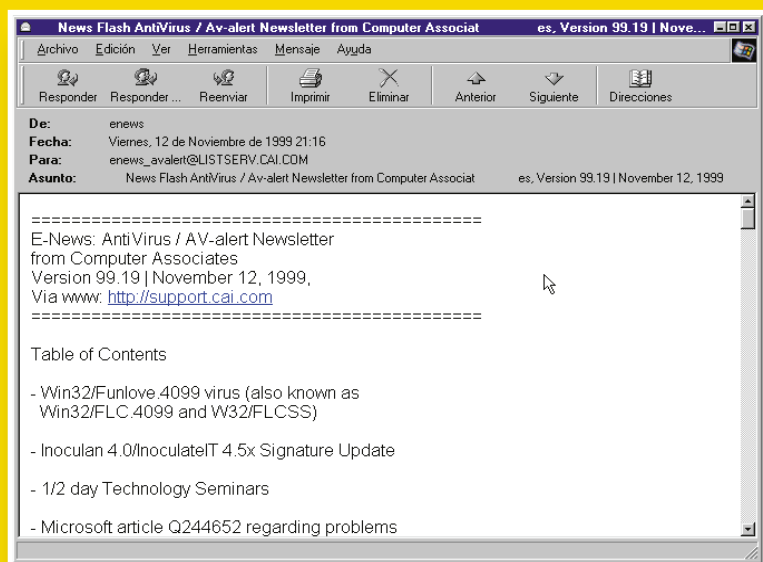 News Flash AntiVirus / Av-alert Newsletter from Computer Associat es, Version 99.19 | Nove...
Archivo Edición Ver Herramientas Mensaje Ayuda
Responder Responder ... Reenviar Imprimir Eliminar Anterior Siguiente Direcciones
De: enews
Fecha: Viernes, 12 de Noviembre de 1999 21:16
Para: enews_avalert@LISTSERV.CAI.COM
Asunto: News Flash AntiVirus / Av-alert Newsletter from Computer Associat es, Version 99.19 | November 12, 1999
=============================================
E-News: AntiVirus / AV-alert Newsletter
from Computer Associates
Version 99.19 | November 12, 1999,
Via www: http://support.cai.com
=============================================
Table of Contents
- Win32/Funlove.4099 virus (also known as
Win32/FLC.4099 and W32/FLCSS)
- Inoculan 4.0/InoculateIT 4.5x Signature Update
- 1/2 day Technology Seminars
- Microsoft article Q244652 regarding problems